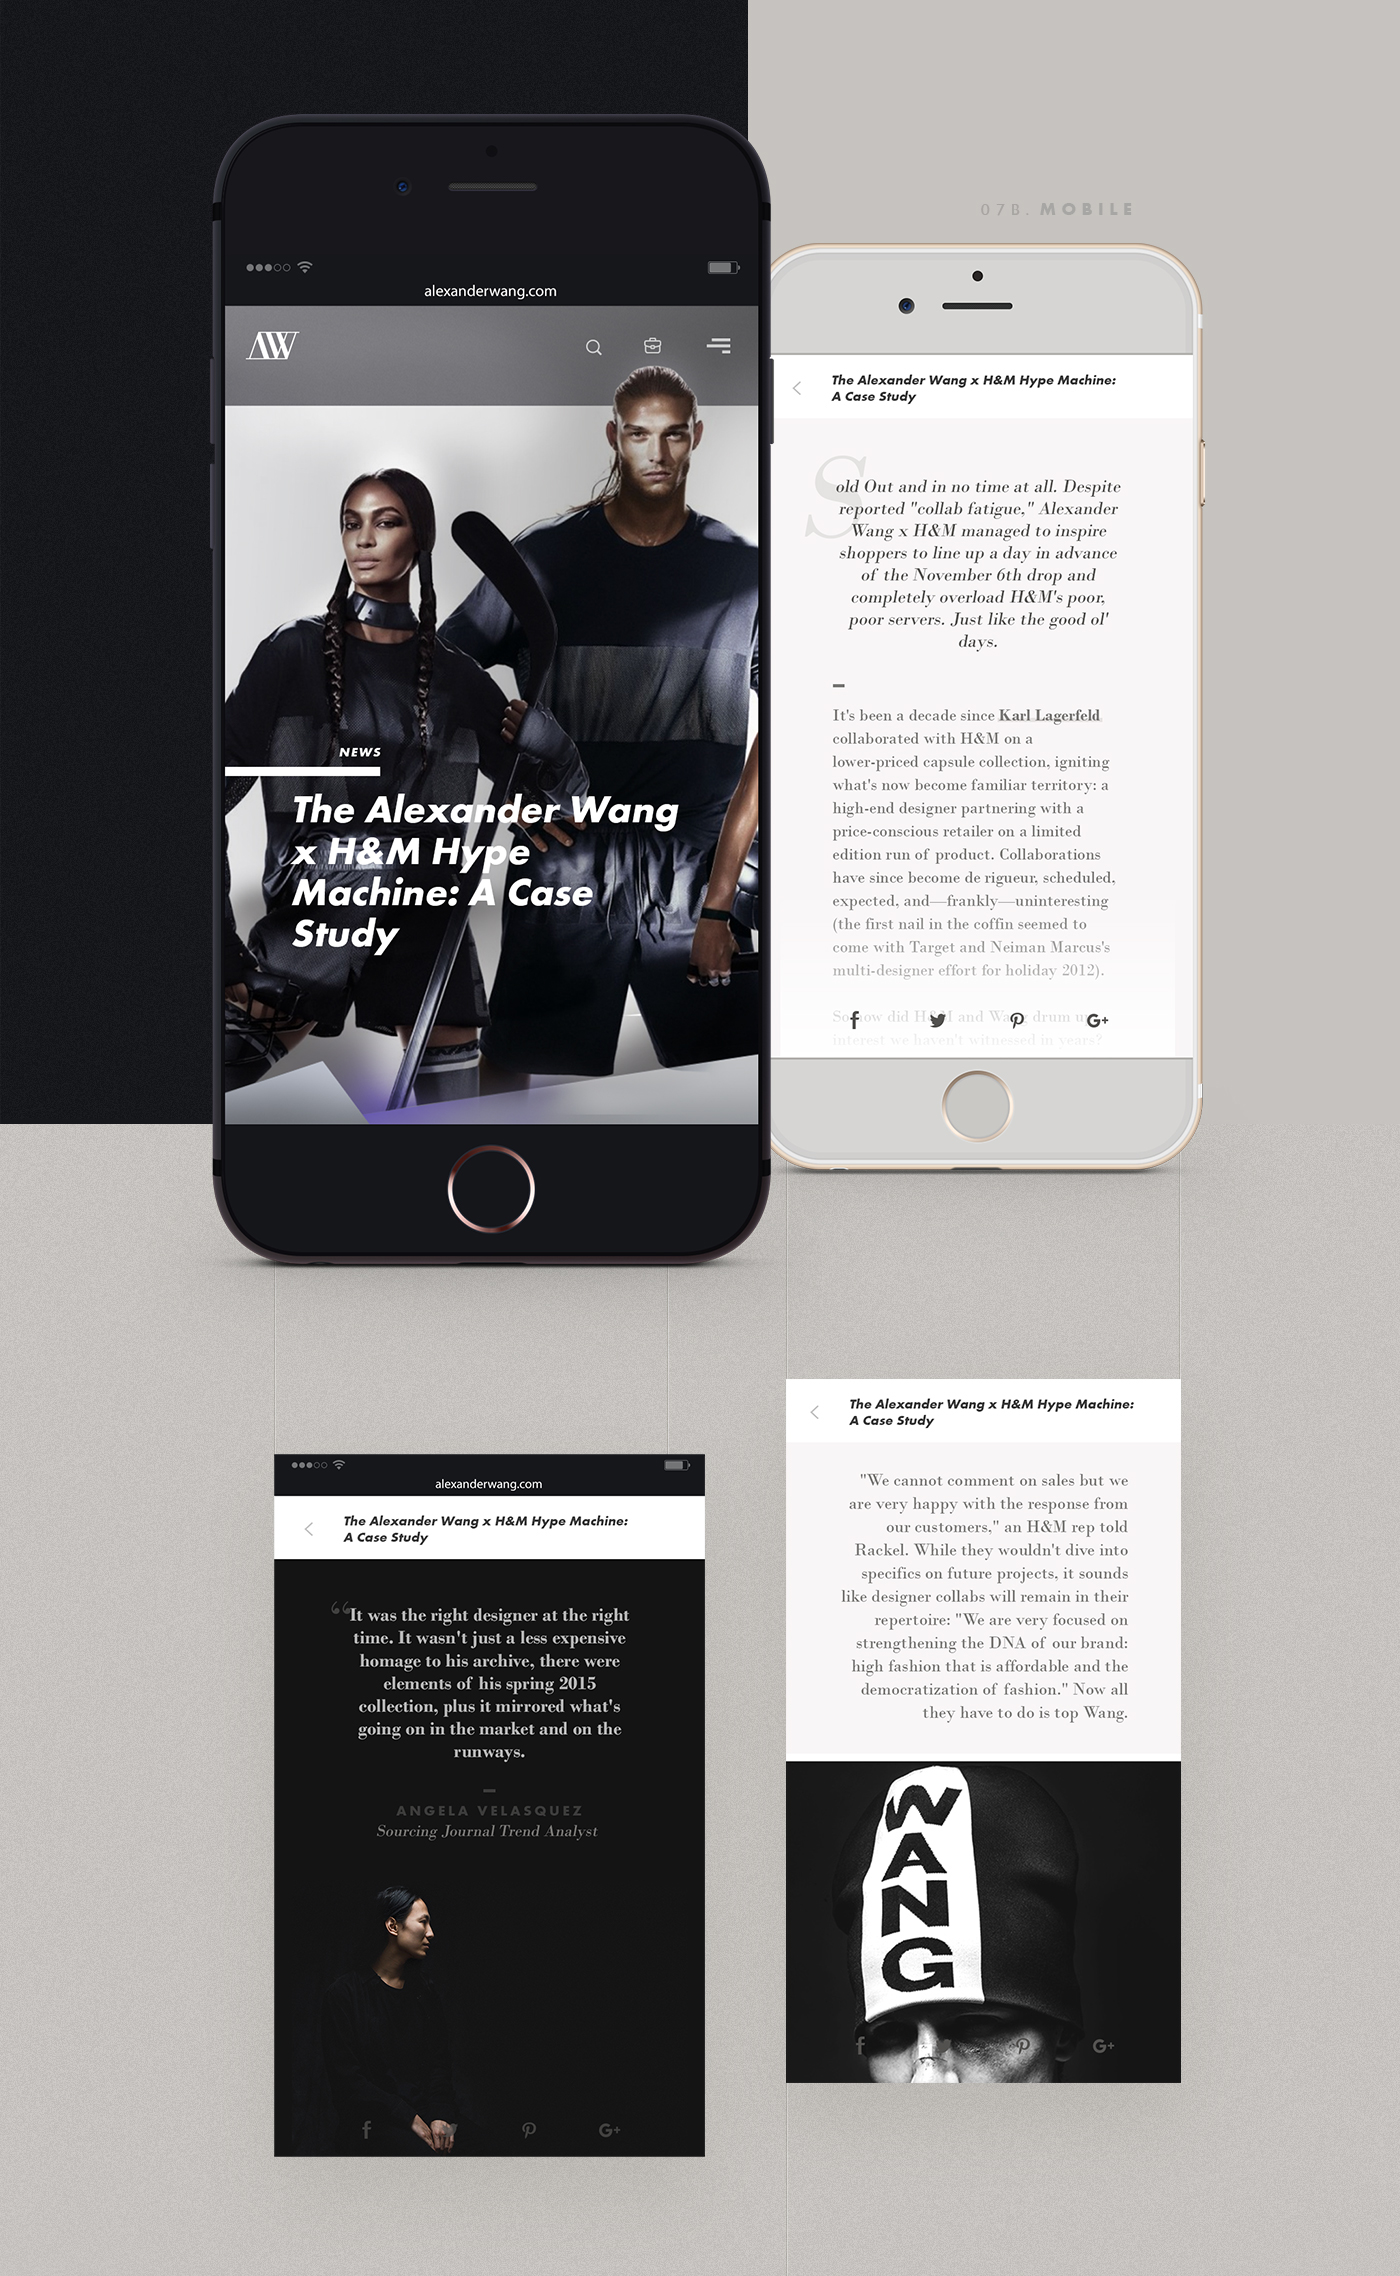 07B. MOBILE
alexanderwang.com
AW
NEWS
The Alexander Wang
x H&M Hype
Machine: A Case
Study
The Alexander Wang x H&M Hype Machine:
A Case Study
Sold Out and in no time at all. Despite
reported "collab fatigue," Alexander
Wang x H&M managed to inspire
shoppers to line up a day in advance
of the November 6th drop and
completely overload H&M's poor,
poor servers. Just like the good ol'
days.
It's been a decade since Karl Lagerfeld
collaborated with H&M on a
lower-priced capsule collection, igniting
what's now become familiar territory: a
high-end designer partnering with a
price-conscious retailer on a limited
edition run of product. Collaborations
have since become de rigueur, scheduled,
expected, and—frankly—uninteresting
(the first nail in the coffin seemed to
come with Target and Neiman Marcus's
multi-designer effort for holiday 2012).
So how did H&M and Wang drum up
interest we haven't witnessed in years?
f G+
alexanderwang.com
The Alexander Wang x H&M Hype Machine:
A Case Study
“It was the right designer at the right
time. It wasn't just a less expensive
homage to his archive, there were
elements of his spring 2015
collection, plus it mirrored what's
going on in the market and on the
runways.
ANGELA VELASQUEZ
Sourcing Journal Trend Analyst
f G+
The Alexander Wang x H&M Hype Machine:
A Case Study
"We cannot comment on sales but we
are very happy with the response from
our customers," an H&M rep told
Rackel. While they wouldn't dive into
specifics on future projects, it sounds
like designer collabs will remain in their
repertoire: "We are very focused on
strengthening the DNA of our brand:
high fashion that is affordable and the
democratization of fashion." Now all
they have to do is top Wang.
WANG
f G+